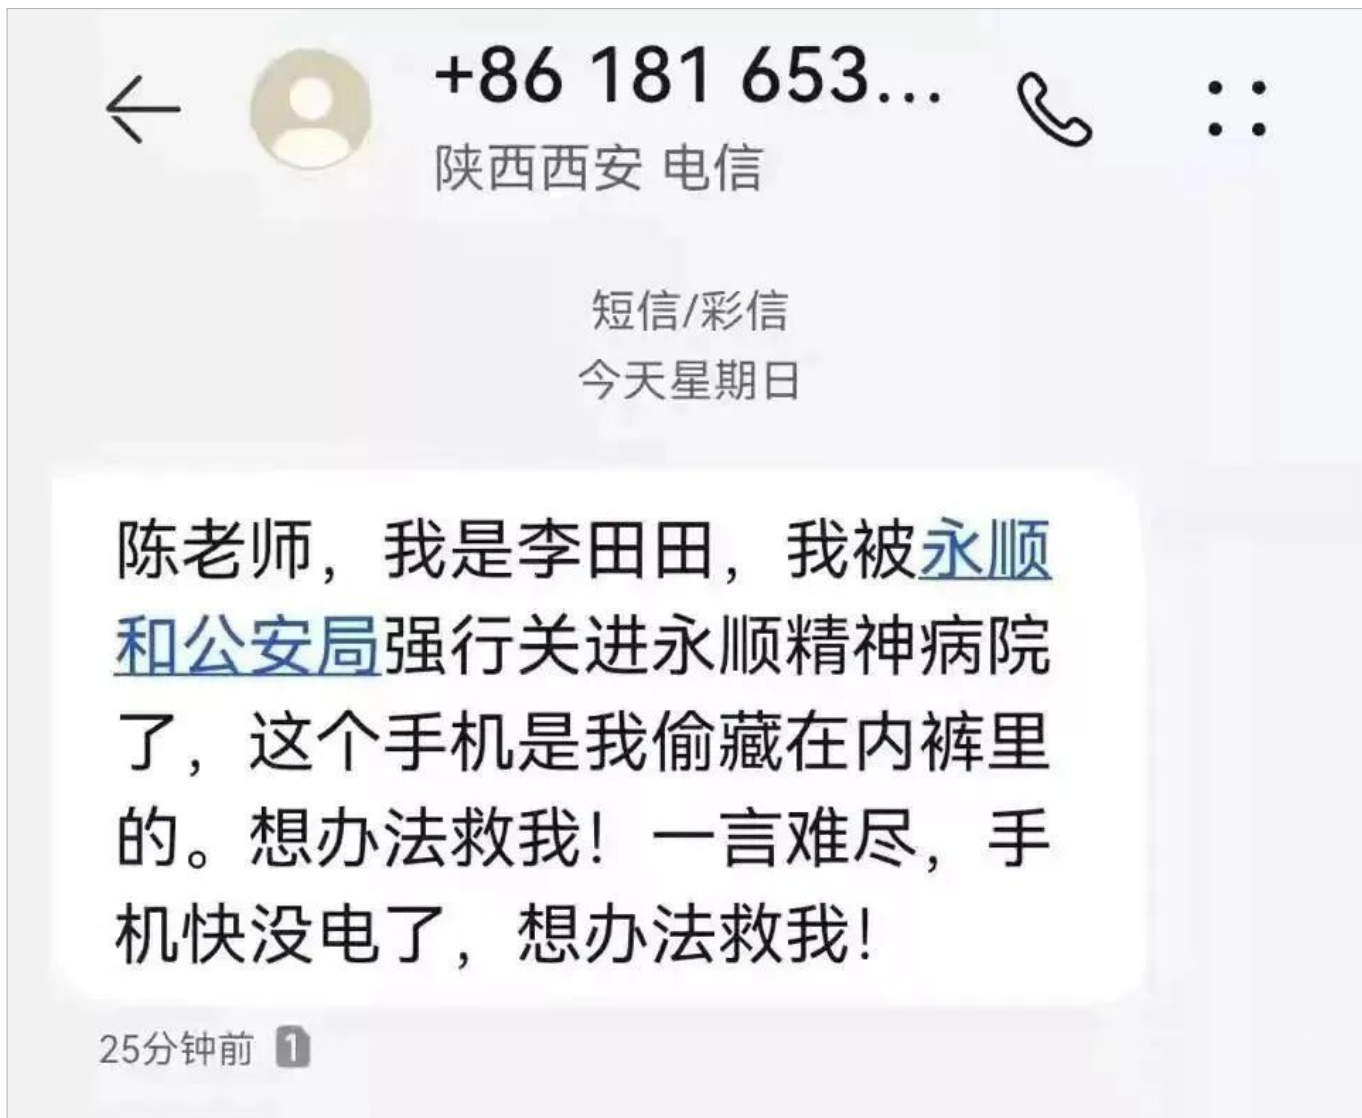 +86 181 653...
陕西西安 电信
短信/彩信
今天星期日
陈老师，我是李田田，我被永顺
和公安局强行关进永顺精神病院
了，这个手机是我偷藏在内裤里
的。想办法救我！一言难尽，手
机快没电了，想办法救我！
25分钟前 1